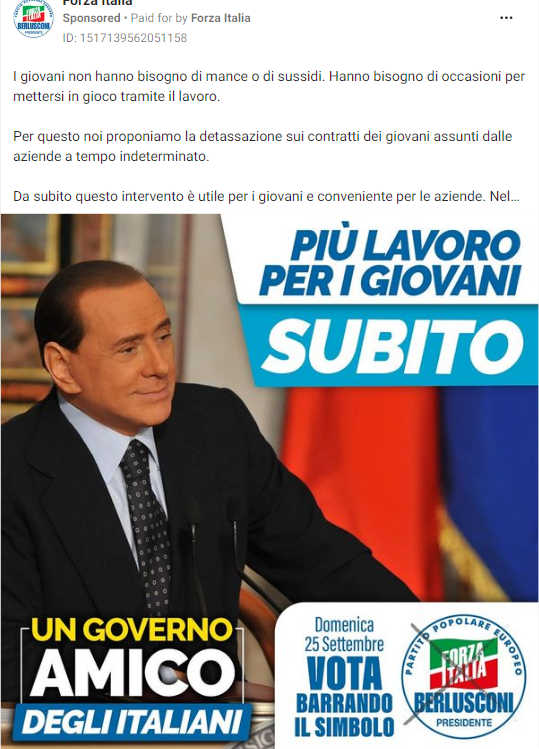 Forza Italia
Sponsored • Paid for by Forza Italia
ID: 1517139562051158
I giovani non hanno bisogno di mance o di sussidi. Hanno bisogno di occasioni per
mettersi in gioco tramite il lavoro.
Per questo noi proponiamo la detassazione sui contratti dei giovani assunti dalle
aziende a tempo indeterminato.
Da subito questo intervento è utile per i giovani e conveniente per le aziende. Nel...
PIÙ LAVORO
PER I GIOVANI
SUBITO
UN GOVERNO
AMICO
DEGLI ITALIANI
Domenica
25 Settembre
VOTA
BARRANDO
IL SIMBOLO
PARTITO POPOLARE EUROPEO
FORZA
ITALIA
BERLUSCONI
PRESIDENTE